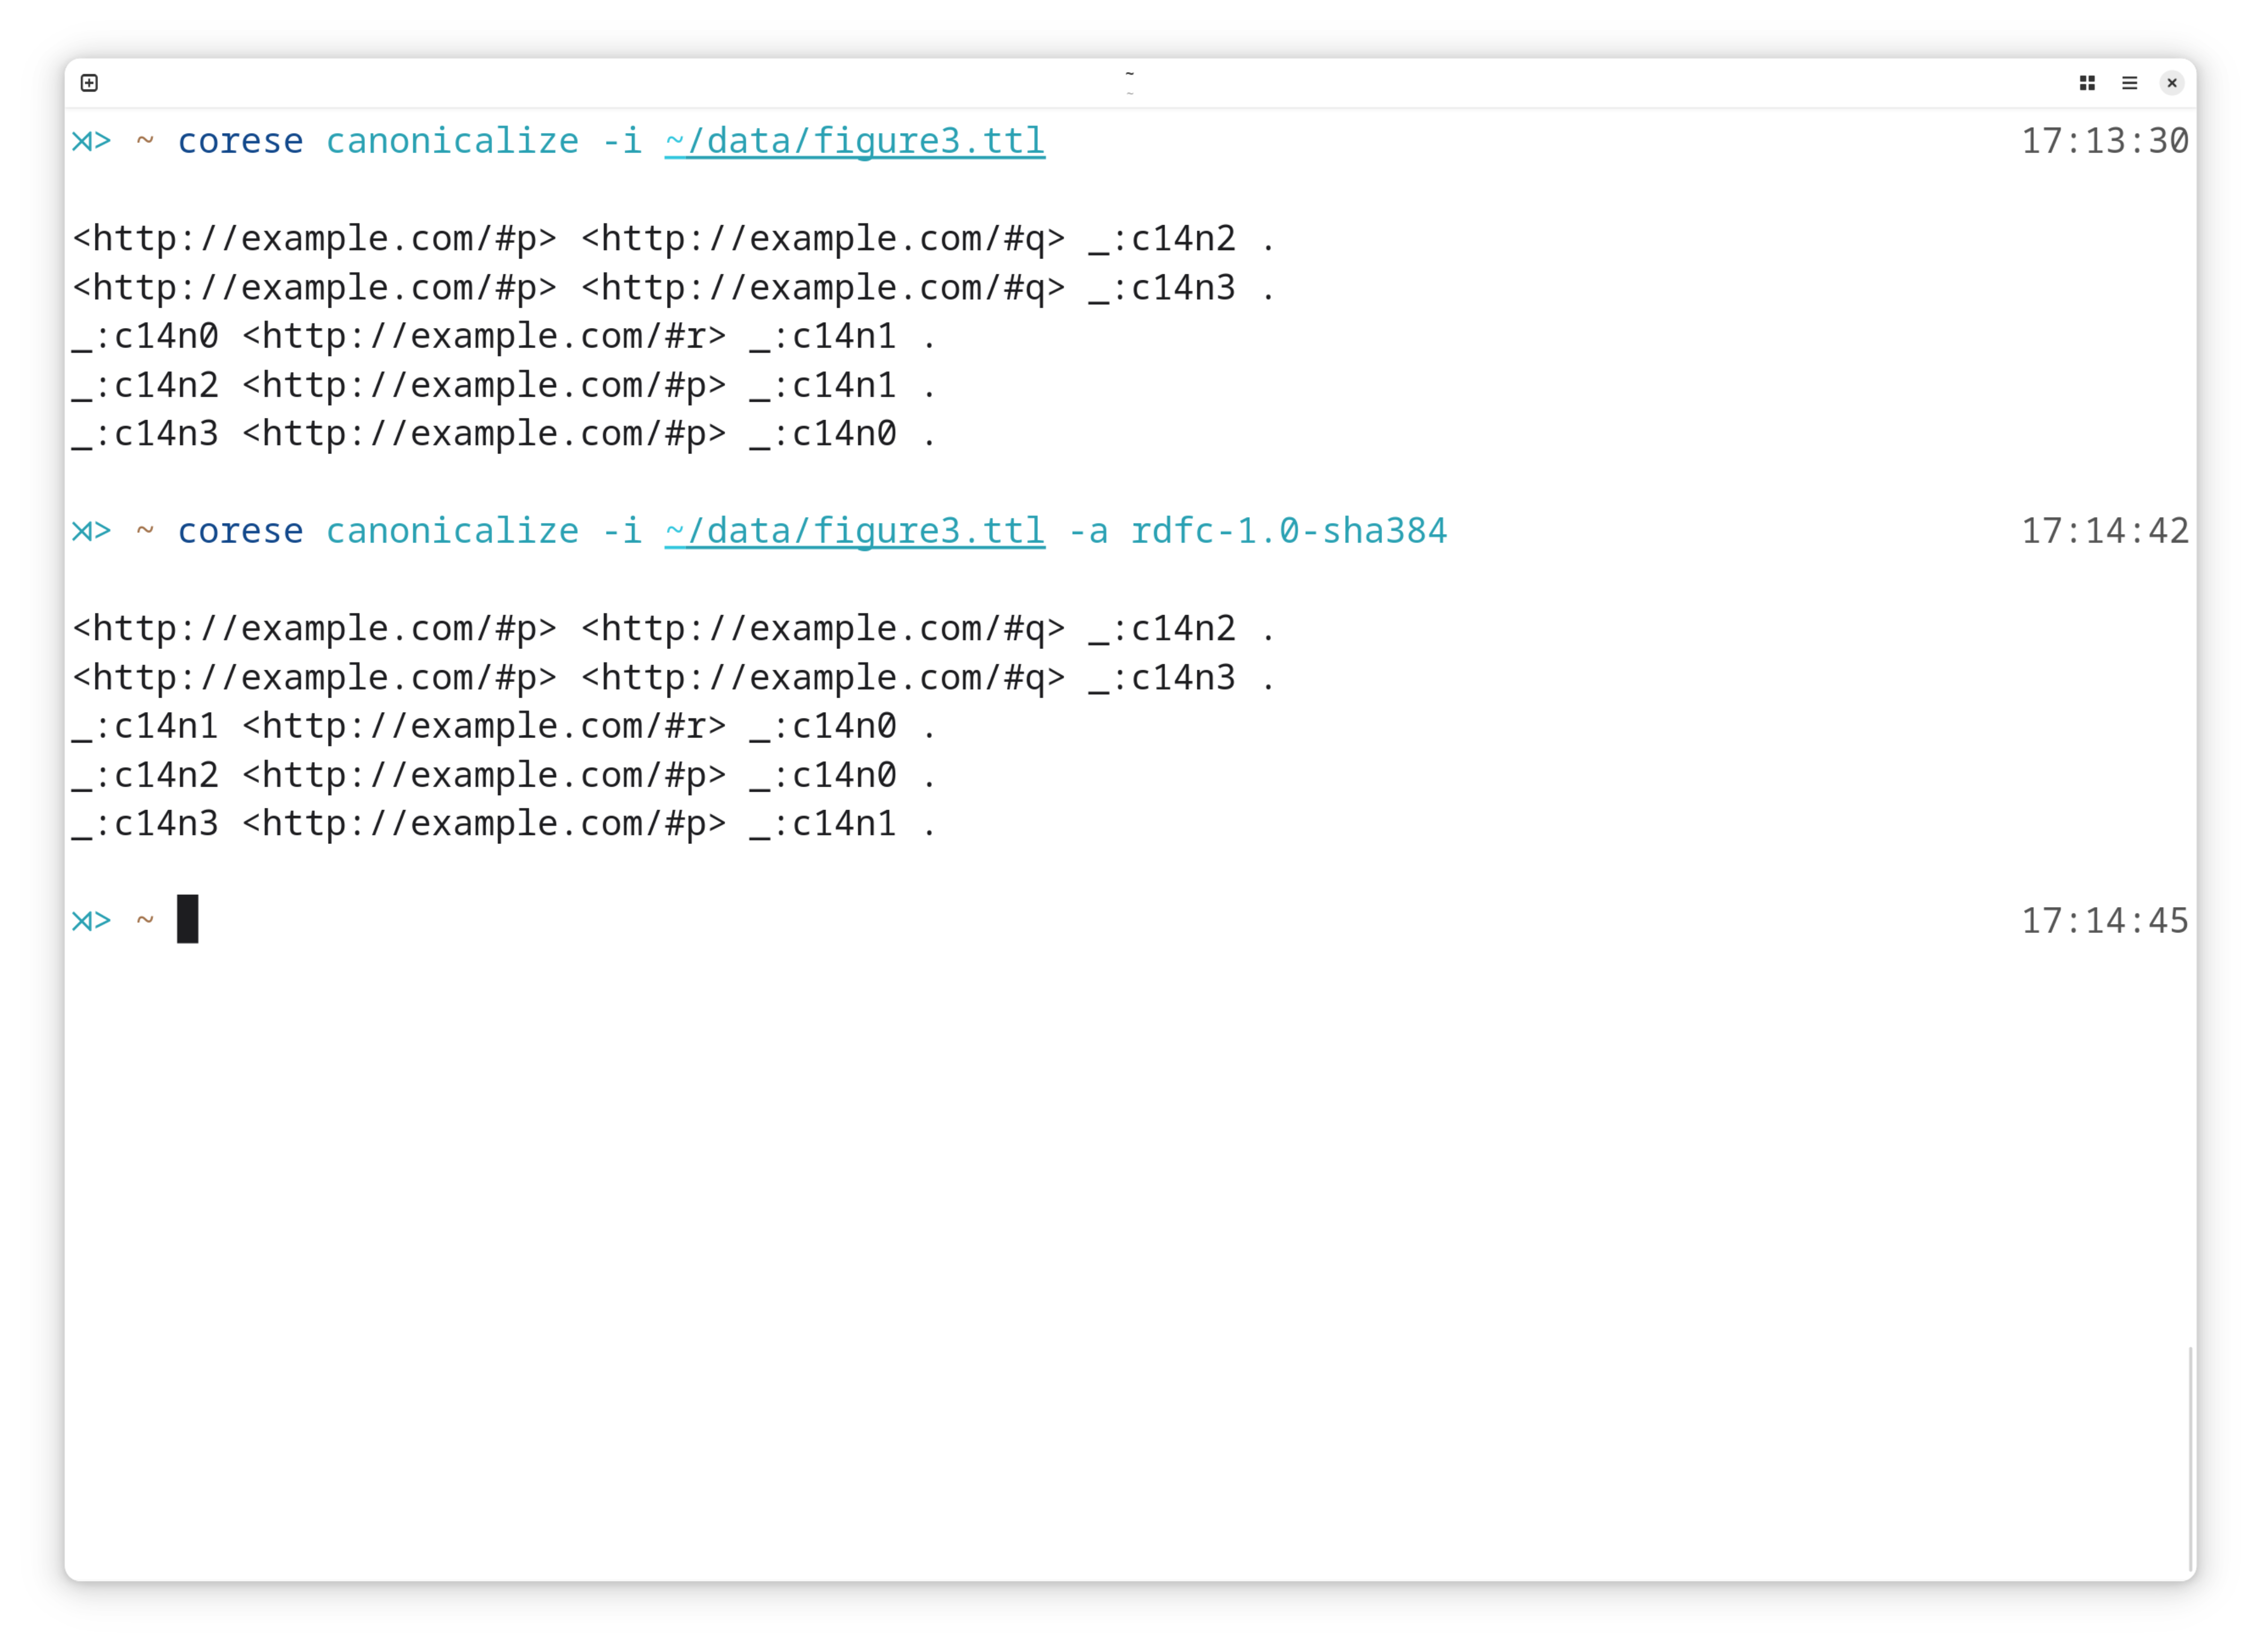 ~
~
⋊> ~ corese canonicalize -i ~/data/figure3.ttl 17:13:30
<http://example.com/#p> <http://example.com/#q> _:c14n2 .
<http://example.com/#p> <http://example.com/#q> _:c14n3 .
_:c14n0 <http://example.com/#r> _:c14n1 .
_:c14n2 <http://example.com/#p> _:c14n1 .
_:c14n3 <http://example.com/#p> _:c14n0 .
⋊> ~ corese canonicalize -i ~/data/figure3.ttl -a rdfc-1.0-sha384 17:14:42
<http://example.com/#p> <http://example.com/#q> _:c14n2 .
<http://example.com/#p> <http://example.com/#q> _:c14n3 .
_:c14n1 <http://example.com/#r> _:c14n0 .
_:c14n2 <http://example.com/#p> _:c14n0 .
_:c14n3 <http://example.com/#p> _:c14n1 .
⋊> ~ 17:14:45